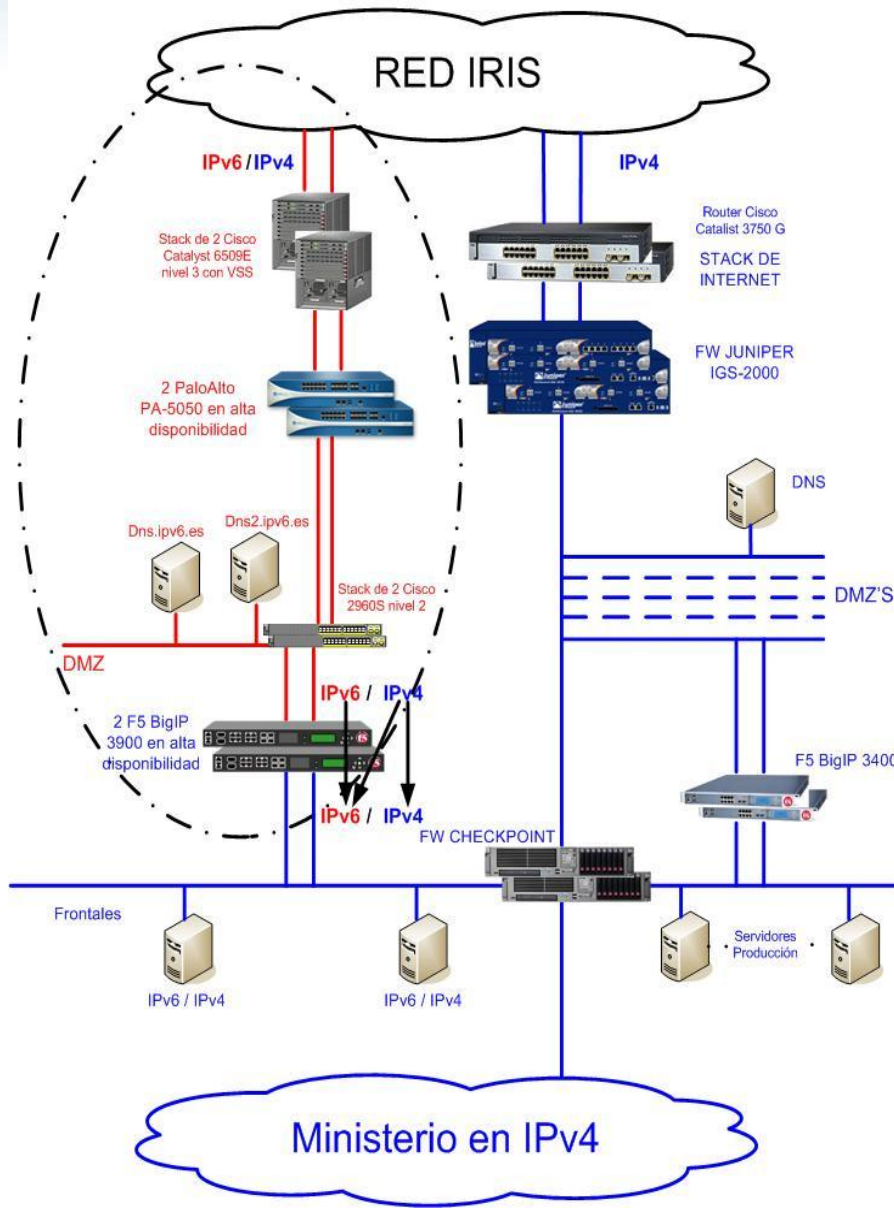 RED IRIS
IPv6 / IPv4
IPv4
Stack de 2 Cisco
Catalyst 6509E
nivel 3 con VSS
Router Cisco
Catalist 3750 G
STACK DE
INTERNET
2 PaloAlto
PA-5050 en alta
disponibilidad
FW JUNIPER
IGS-2000
DNS
Dns.ipv6.es
Dns2.ipv6.es
Stack de 2 Cisco
2960S nivel 2
DMZ'S
DMZ
IPv6 / IPv4
2 F5 BigIP
3900 en alta
disponibilidad
F5 BigIP 3400
IPv6 / IPv4
FW CHECKPOINT
Frontales
Servidores
Producción
IPv6 / IPv4
IPv6 / IPv4
Ministerio en IPv4